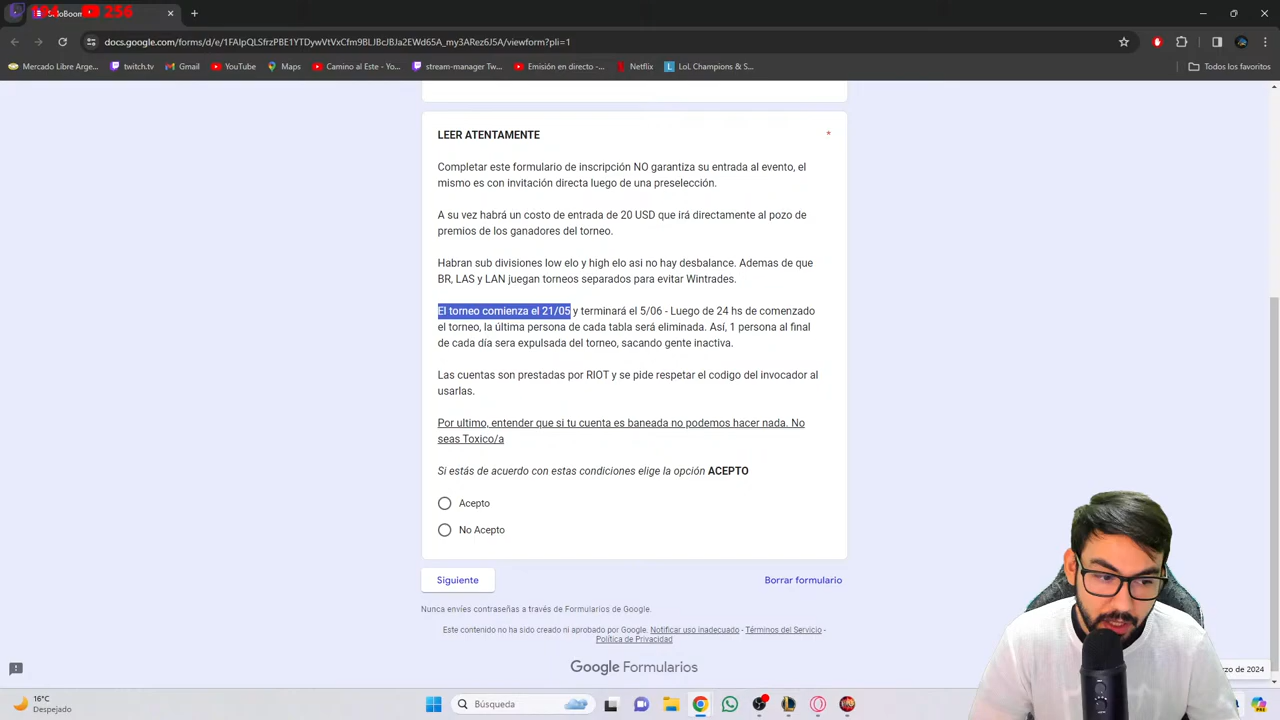 256
docs.google.com/forms/d/e/1FAIpQLSfrzPBE1YTDywVtVxCfm9BLJBcJBJa2eWd65A_my3ARez6J5A/viewform?pli=1
Mercado Libre Arge... twitch.tv Gmail YouTube Maps Camino al Este - Yo... stream-manager Tw... Emisión en directo -... Netflix LoL Champions & S... Todos los favoritos
LEER ATENTAMENTE *
Completar este formulario de inscripción NO garantiza su entrada al evento, el
mismo es con invitación directa luego de una preselección.
A su vez habrá un costo de entrada de 20 USD que irá directamente al pozo de
premios de los ganadores del torneo.
Habran sub divisiones low elo y high elo asi no hay desbalance. Ademas de que
BR, LAS y LAN juegan torneos separados para evitar Wintrades.
El torneo comienza el 21/05 y terminará el 5/06 - Luego de 24 hs de comenzado
el torneo, la última persona de cada tabla será eliminada. Así, 1 persona al final
de cada día sera expulsada del torneo, sacando gente inactiva.
Las cuentas son prestadas por RIOT y se pide respetar el codigo del invocador al
usarlas.
Por ultimo, entender que si tu cuenta es baneada no podemos hacer nada. No
seas Toxico/a
Si estás de acuerdo con estas condiciones elige la opción ACEPTO
Acepto
No Acepto
Siguiente Borrar formulario
Nunca envíes contraseñas a través de Formularios de Google.
Este contenido no ha sido creado ni aprobado por Google. Notificar uso inadecuado - Términos del Servicio -
Política de Privacidad
Google Formularios
de 2024
16°C
Despejado
Búsqueda